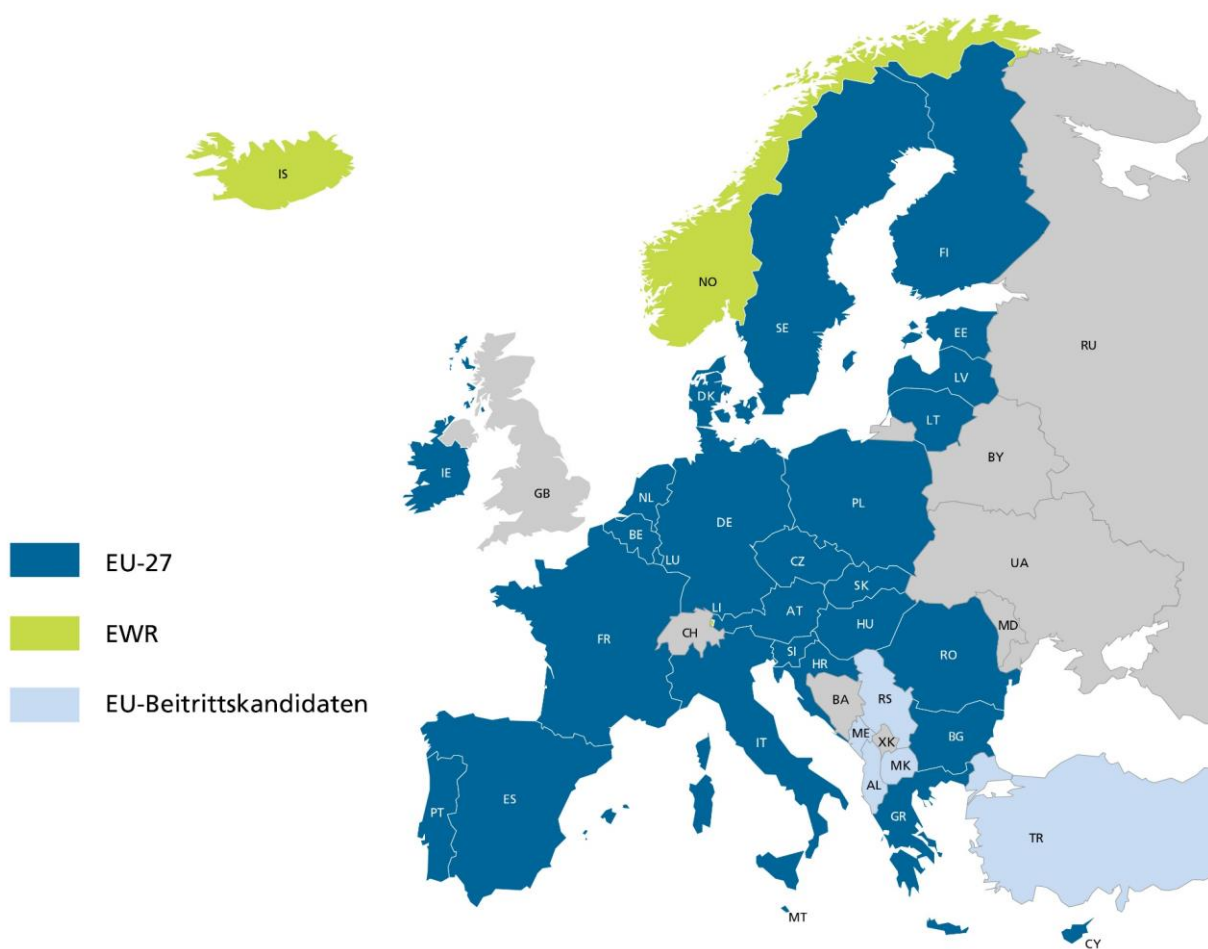 IS
NO
FI
SE
EE
RU
LV
DK
LT
IE
BY
GB
NL
PL
DE
BE
EU-27
LU
CZ
UA
SK
LI
AT
EWR
MD
CH
HU
FR
SI
RO
HR
EU-Beitrittskandidaten
BA
RS
ME
XK
BG
IT
MK
AL
ES
PT
GR
TR
MT
CY